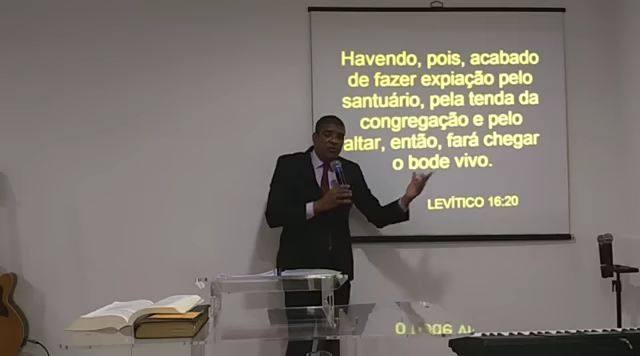 Havendo, pois, acabado
de fazer expiação pelo
santuário, pela tenda da
congregação e pelo
altar, então, fará chegar
o bode vivo.
LEVÍTICO 16:20